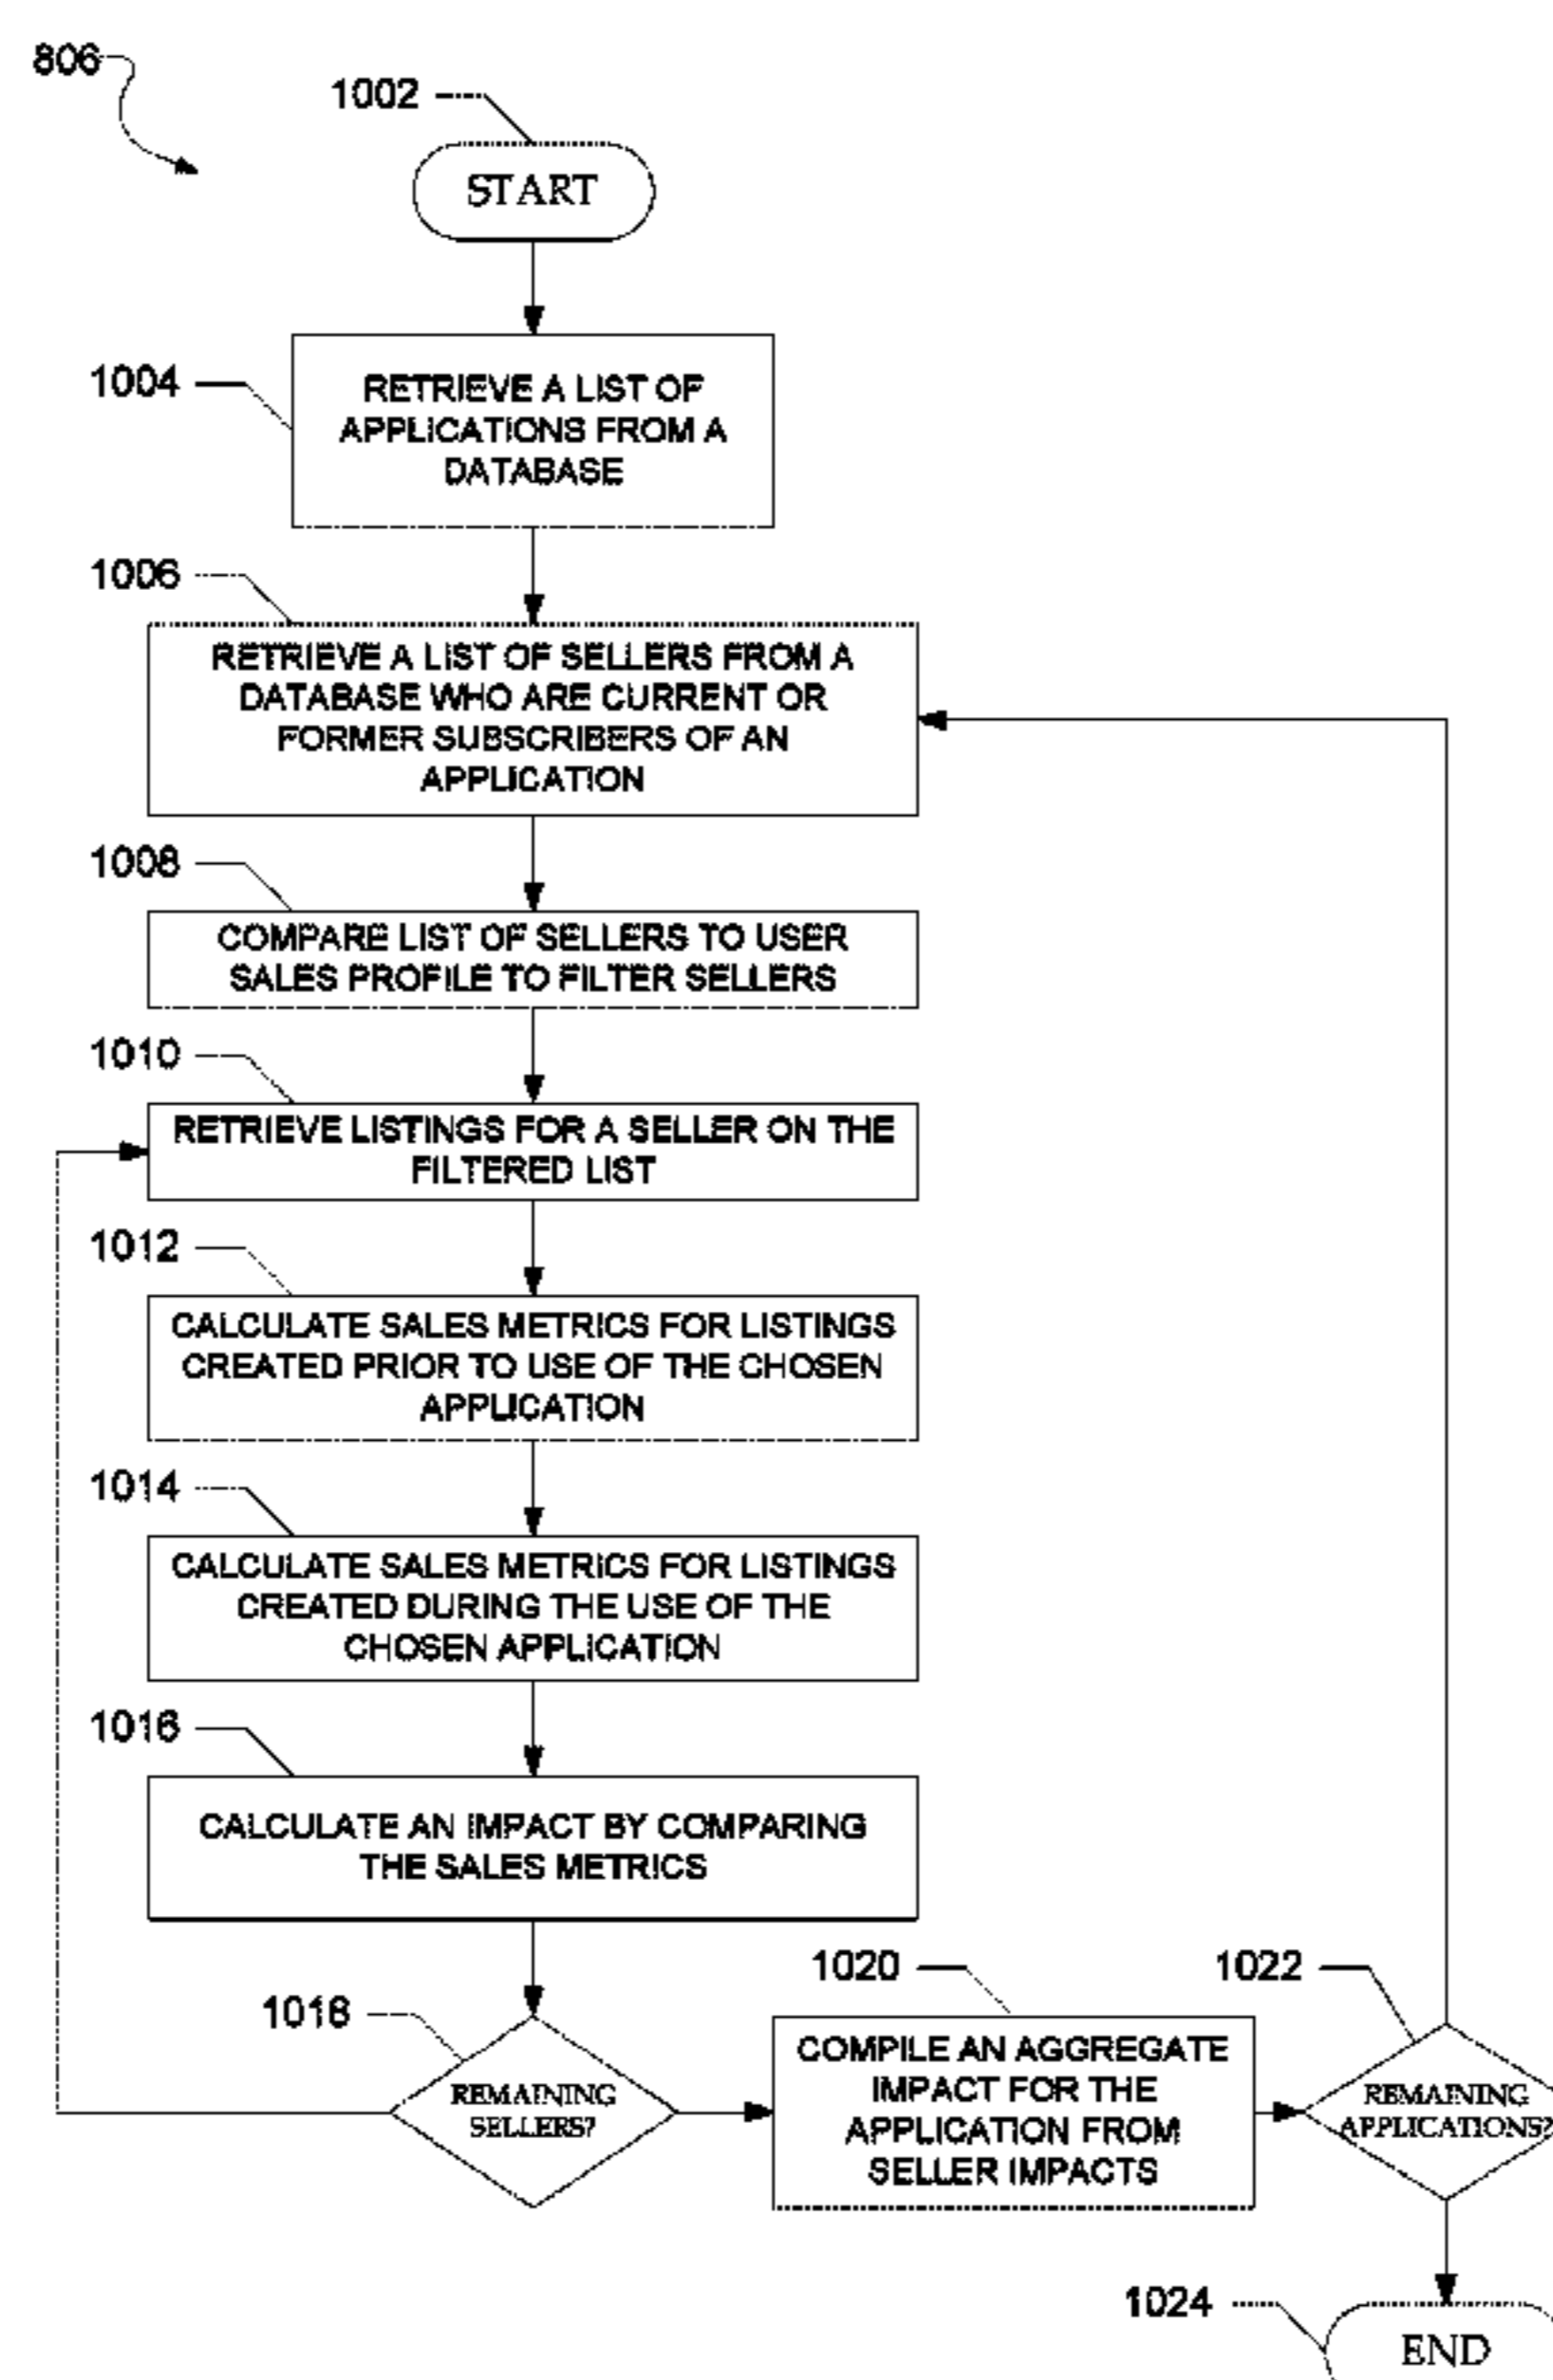 806
1002
START
1004
RETRIEVE A LIST OF
APPLICATIONS FROM A
DATABASE
1006
RETRIEVE A LIST OF SELLERS FROM A
DATABASE WHO ARE CURRENT OR
FORMER SUBSCRIBERS OF AN
APPLICATION
1008
COMPARE LIST OF SELLERS TO USER
SALES PROFILE TO FILTER SELLERS
1010
RETRIEVE LISTINGS FOR A SELLER ON THE
FILTERED LIST
1012
CALCULATE SALES METRICS FOR LISTINGS
CREATED PRIOR TO USE OF THE CHOSEN
APPLICATION
1014
CALCULATE SALES METRICS FOR LISTINGS
CREATED DURING THE USE OF THE
CHOSEN APPLICATION
1016
CALCULATE AN IMPACT BY COMPARING
THE SALES METRICS
1018
REMAINING
SELLERS?
1020
COMPILE AN AGGREGATE
IMPACT FOR THE
APPLICATION FROM
SELLER IMPACTS
1022
REMAINING
APPLICATIONS?
1024
END